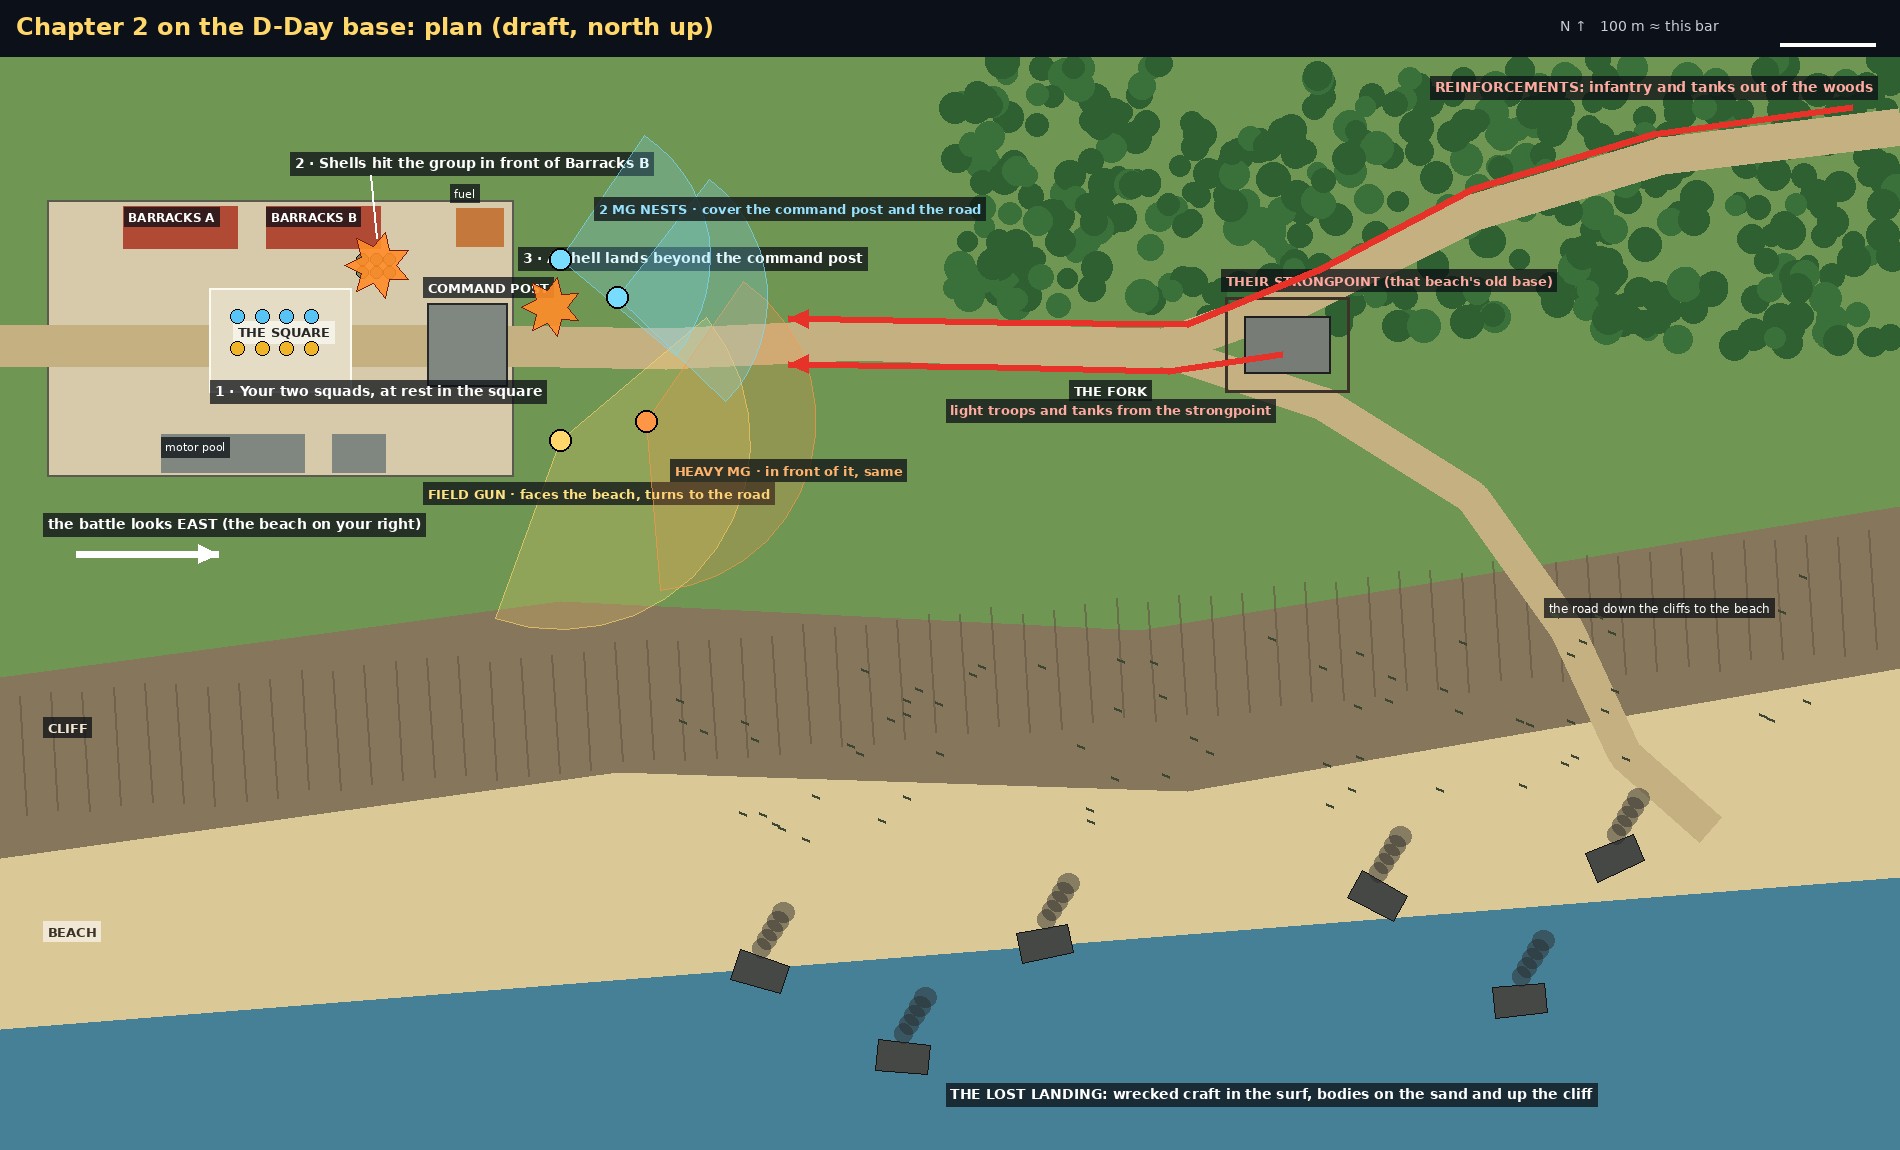 Chapter 2 on the D-Day base: plan (draft, north up)
N ↑ 100 m ≈ this bar
REINFORCEMENTS: infantry and tanks out of the woods
2 · Shells hit the group in front of Barracks B
fuel
BARRACKS A
BARRACKS B
2 MG NESTS · cover the command post and the road
3 · shell lands beyond the command post
COMMAND POST
THEIR STRONGPOINT (that beach's old base)
THE SQUARE
1 · Your two squads, at rest in the square
THE FORK
light troops and tanks from the strongpoint
motor pool
HEAVY MG · in front of it, same
FIELD GUN · faces the beach, turns to the road
the battle looks EAST (the beach on your right)
the road down the cliffs to the beach
CLIFF
BEACH
THE LOST LANDING: wrecked craft in the surf, bodies on the sand and up the cliff